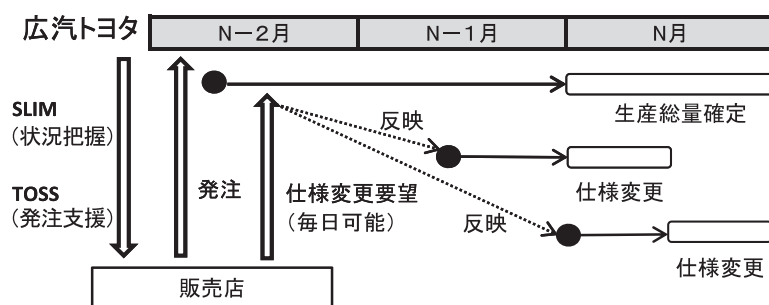 広汽トヨタ
N－２月
N－１月
N月
SLIM
(状況把握)
TOSS
(発注支援)
発注
仕様変更要望
(毎日可能)
反映
反映
生産総量確定
仕様変更
仕様変更
販売店